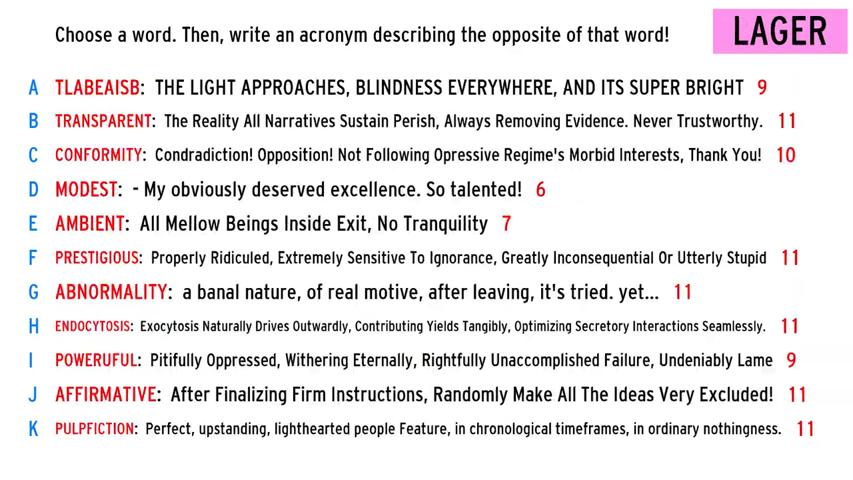 Choose a word. Then, write an acronym describing the opposite of that word!
LAGER
A TLABEAISB: THE LIGHT APPROACHES, BLINDNESS EVERYWHERE, AND ITS SUPER BRIGHT 9
B TRANSPARENT: The Reality All Narratives Sustain Perish, Always Removing Evidence. Never Trustworthy. 11
C CONFORMITY: Condradiction! Opposition! Not Following Opressive Regime's Morbid Interests, Thank You! 10
D MODEST: - My obviously deserved excellence. So talented! 6
E AMBIENT: All Mellow Beings Inside Exit, No Tranquility 7
F PRESTIGIOUS: Properly Ridiculed, Extremely Sensitive To Ignorance, Greatly Inconsequential Or Utterly Stupid 11
G ABNORMALITY: a banal nature, of real motive, after leaving, it's tried. yet... 11
H ENDOCYTOSIS: Exocytosis Naturally Drives Outwardly, Contributing Yields Tangibly, Optimizing Secretory Interactions Seamlessly. 11
I POWERUFUL: Pitifully Oppressed, Withering Eternally, Rightfully Unaccomplished Failure, Undeniably Lame 9
J AFFIRMATIVE: After Finalizing Firm Instructions, Randomly Make All The Ideas Very Excluded! 11
K PULPFICTION: Perfect, upstanding, lighthearted people Feature, in chronological timeframes, in ordinary nothingness. 11